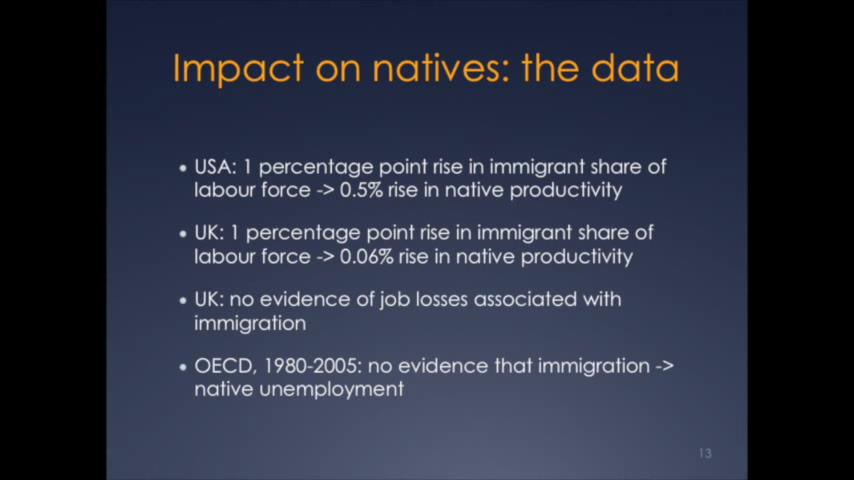 Impact on natives: the data
• USA: 1 percentage point rise in immigrant share of
labour force -> 0.5% rise in native productivity
• UK: 1 percentage point rise in immigrant share of
labour force -> 0.06% rise in native productivity
• UK: no evidence of job losses associated with
immigration
• OECD, 1980-2005: no evidence that immigration ->
native unemployment
13